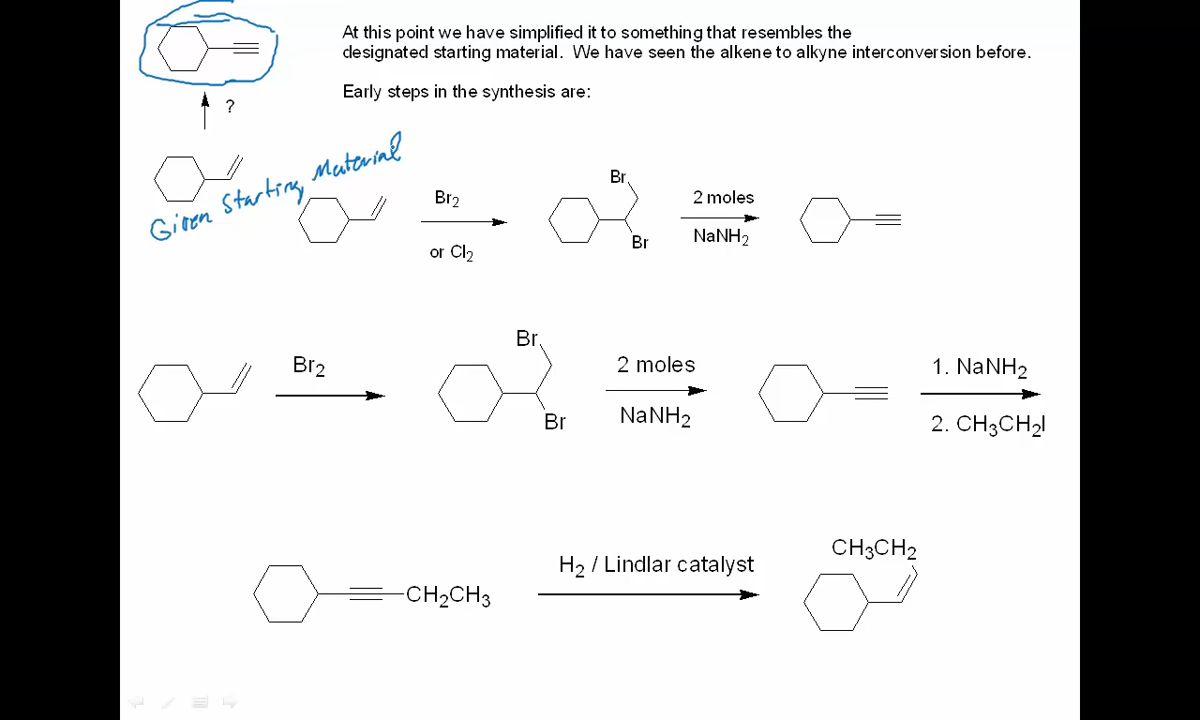 At this point we have simplified it to something that resembles the
designated starting material. We have seen the alkene to alkyne interconversion before.
?
Early steps in the synthesis are:
Given Starting Material
Br2
or Cl2
Br
Br
2 moles
NaNH2
Br2
Br
Br
2 moles
NaNH2
1. NaNH2
2. CH3CH2I
CH2CH3
H2 / Lindlar catalyst
CH3CH2